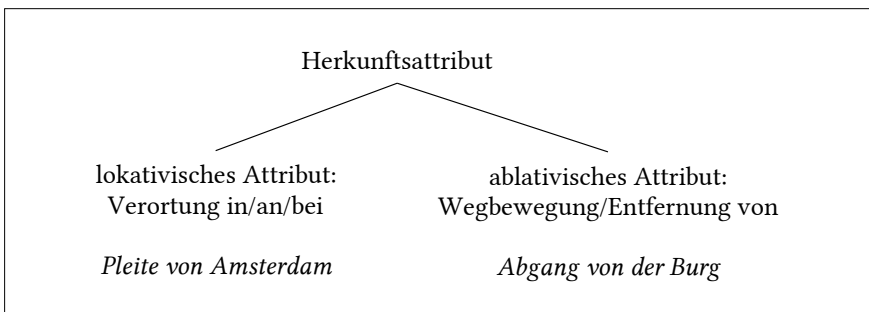 Herkunftsattribut
lokativisches Attribut:
Verortung in/an/bei
Pleite von Amsterdam
ablativisches Attribut:
Wegbewegung/Entfernung von
Abgang von der Burg